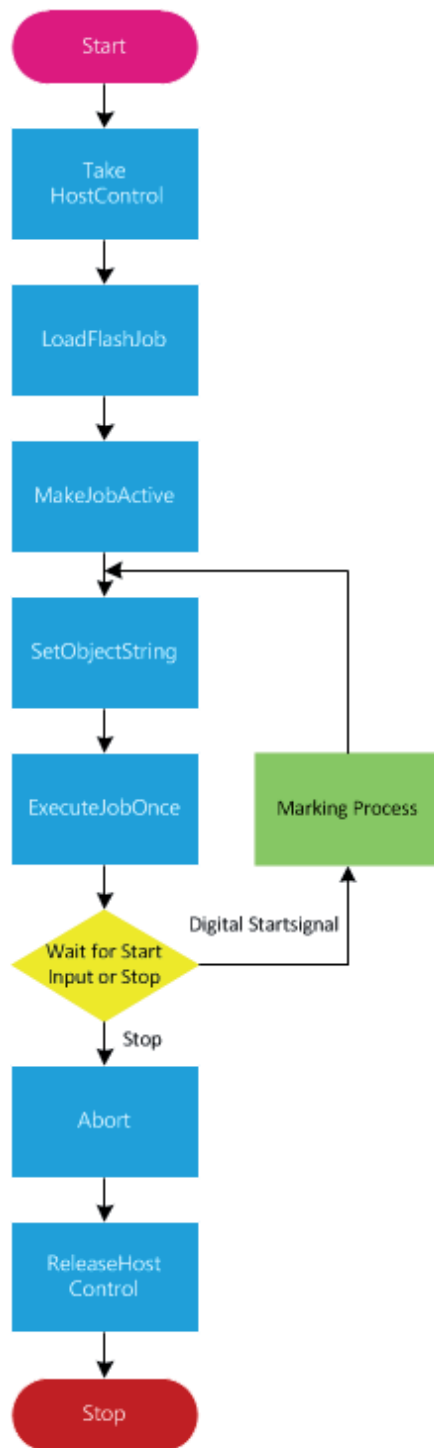 Start
Take
HostControl
LoadFlashJob
MakeJobActive
SetObjectString
ExecuteJobOnce
Marking Process
Digital Startsignal
Wait for Start
Input or Stop
Stop
Abort
ReleaseHost
Control
Stop